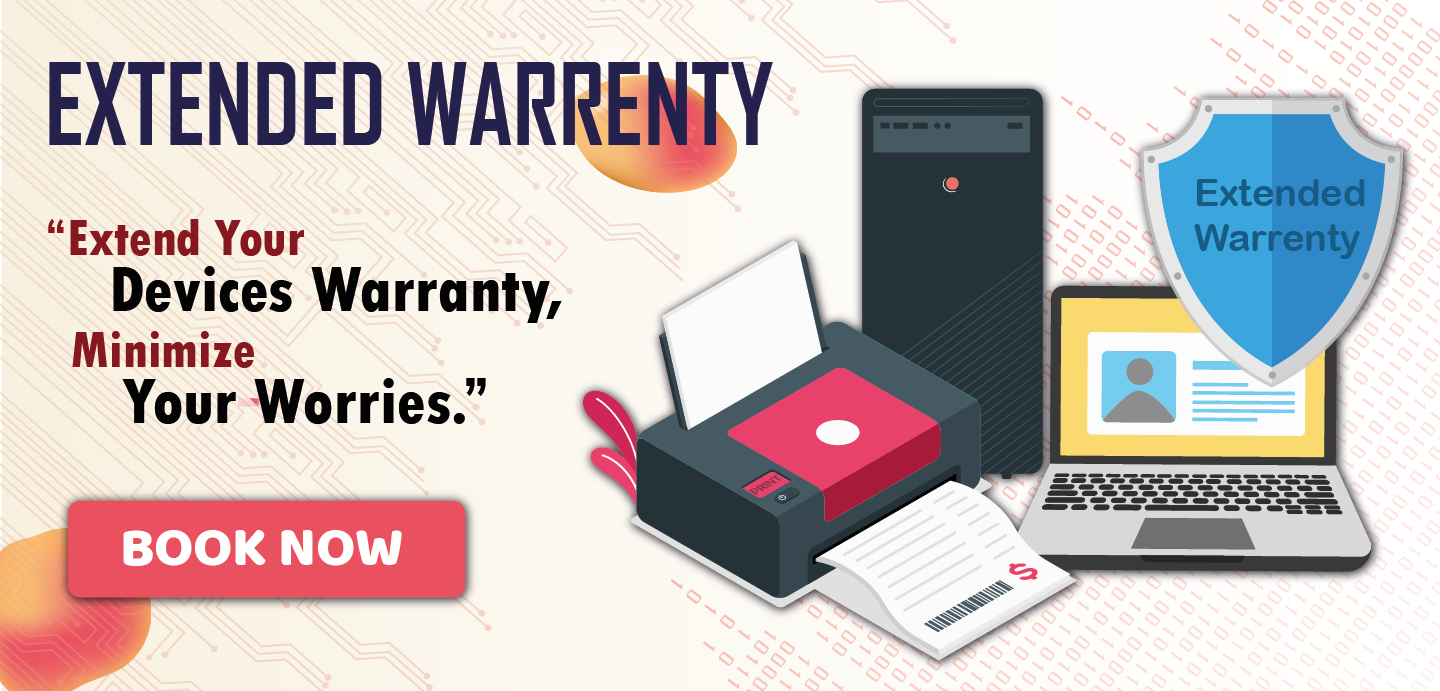 EXTENDED WARRENTY
“Extend Your
Devices Warranty,
Minimize
Your Worries.”
BOOK NOW
Extended
Warrenty
PRINT
$